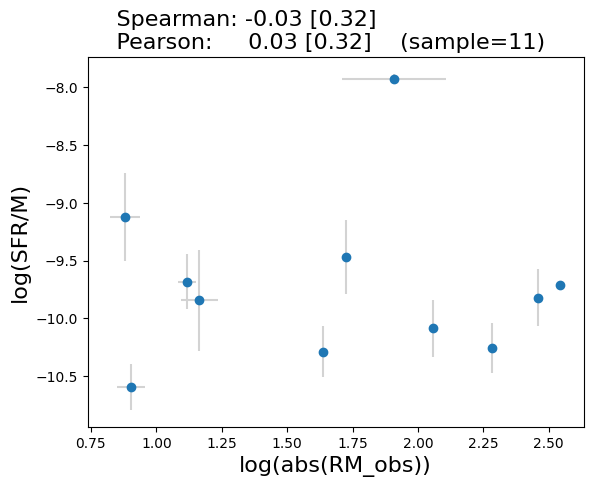 Spearman: -0.03 [0.32]
Pearson: 0.03 [0.32] (sample=11)
log(SFR/M)
−8.0
−8.5
−9.0
−9.5
−10.0
−10.5
0.75 1.00 1.25 1.50 1.75 2.00 2.25 2.50
log(abs(RM_obs))